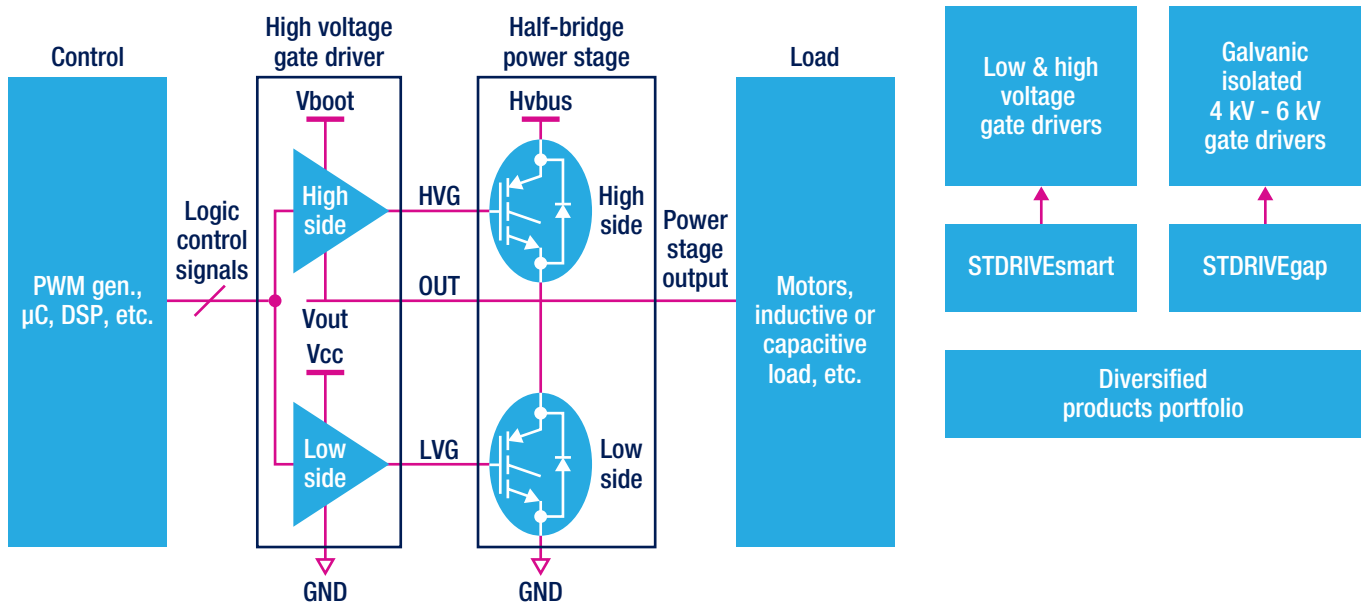 Control
High voltage
gate driver
Half-bridge
power stage
Load
PWM gen.,
µC, DSP, etc.
Logic
control
signals
Vboot
High
side
HVG
OUT
Vout
Vcc
Low
side
LVG
GND
Hvbus
High
side
Low
side
GND
Power
stage
output
Motors,
inductive or
capacitive
load, etc.
Low & high
voltage
gate drivers
Galvanic
isolated
4 kV - 6 kV
gate drivers
STDRIVEsmart
STDRIVEgap
Diversified
products portfolio